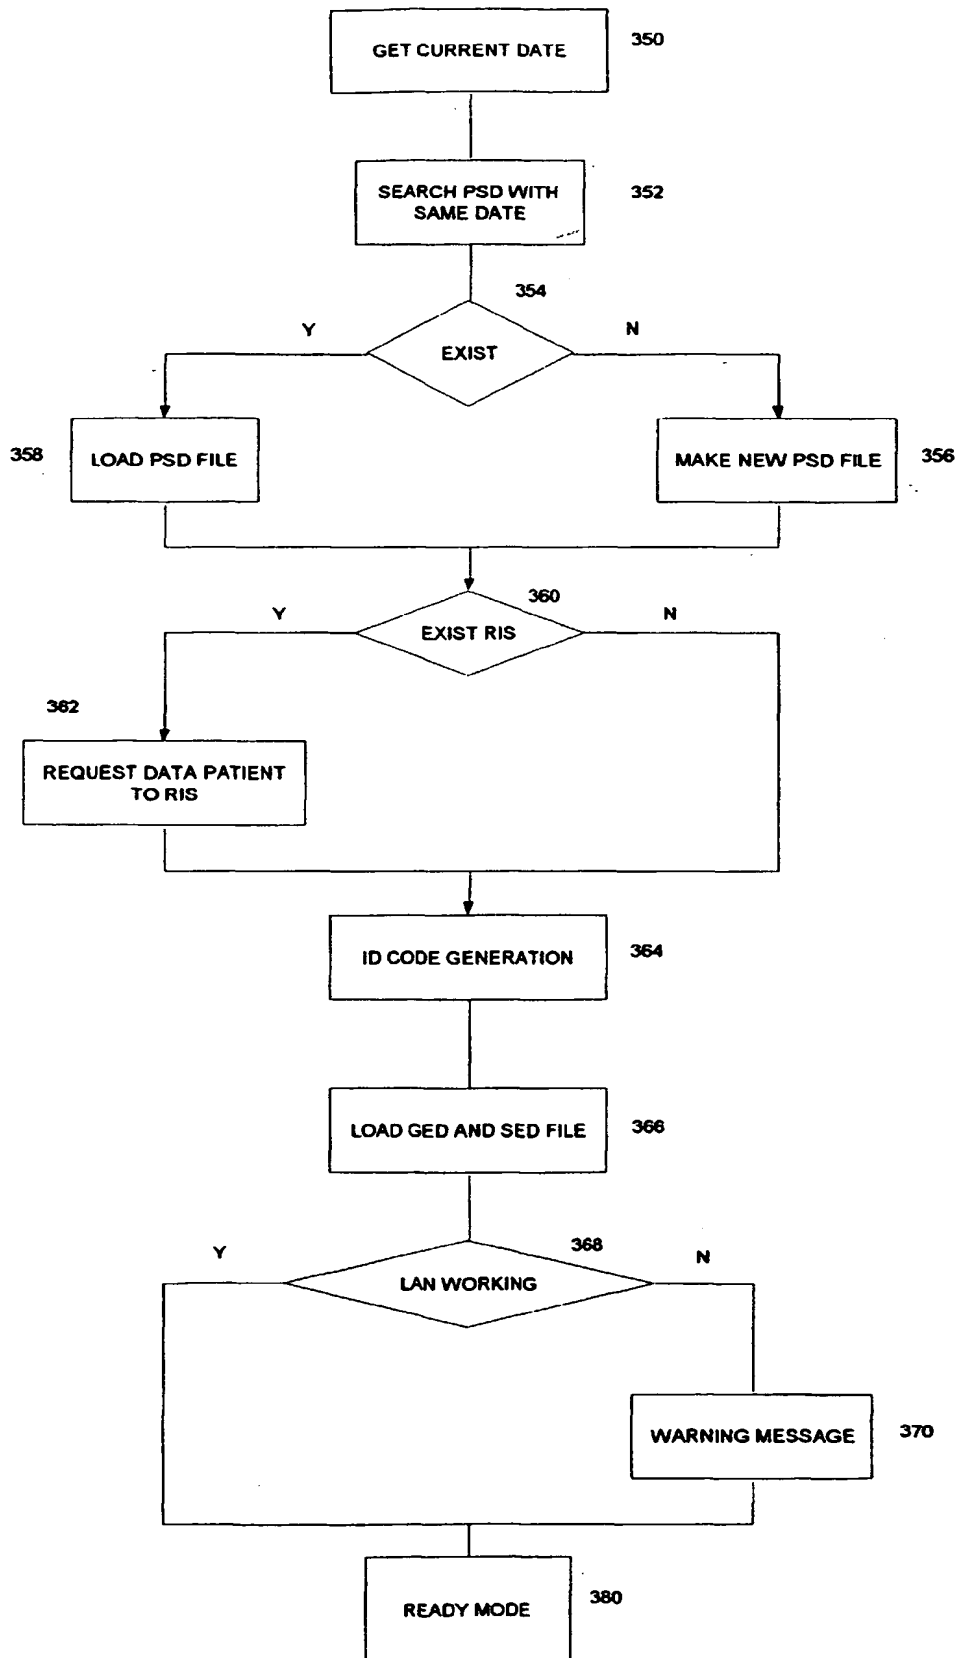 GET CURRENT DATE
350
SEARCH PSD WITH
SAME DATE
352
354
Y
EXIST
N
358
LOAD PSD FILE
MAKE NEW PSD FILE
356
360
Y
EXIST RIS
N
362
REQUEST DATA PATIENT
TO RIS
ID CODE GENERATION
364
LOAD GED AND SED FILE
366
368
Y
LAN WORKING
N
WARNING MESSAGE
370
READY MODE
380